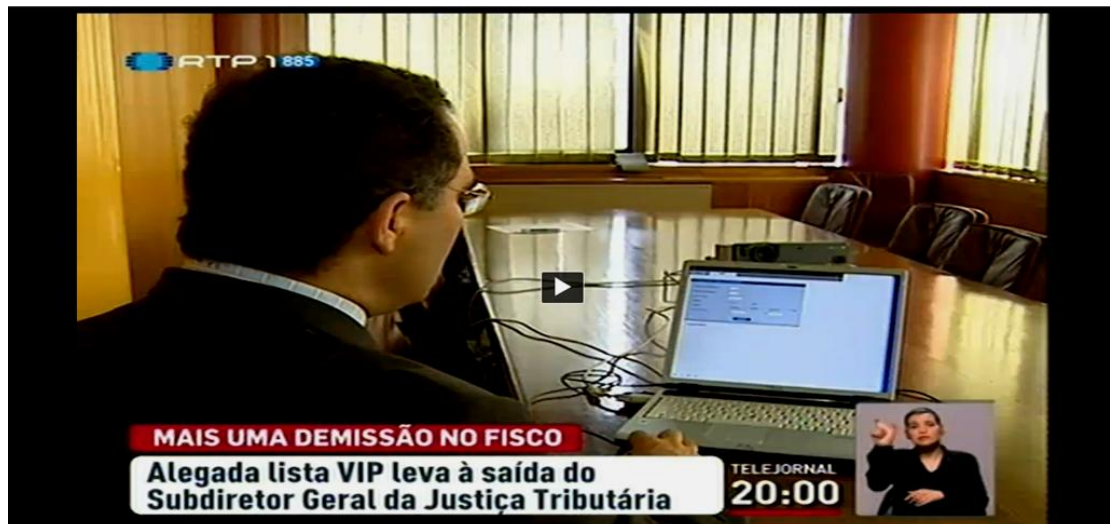 RTP 1 885
MAIS UMA DEMISSÃO NO FISCO
Alegada lista VIP leva à saída do
Subdiretor Geral da Justiça Tributária
TELEJORNAL
20:00